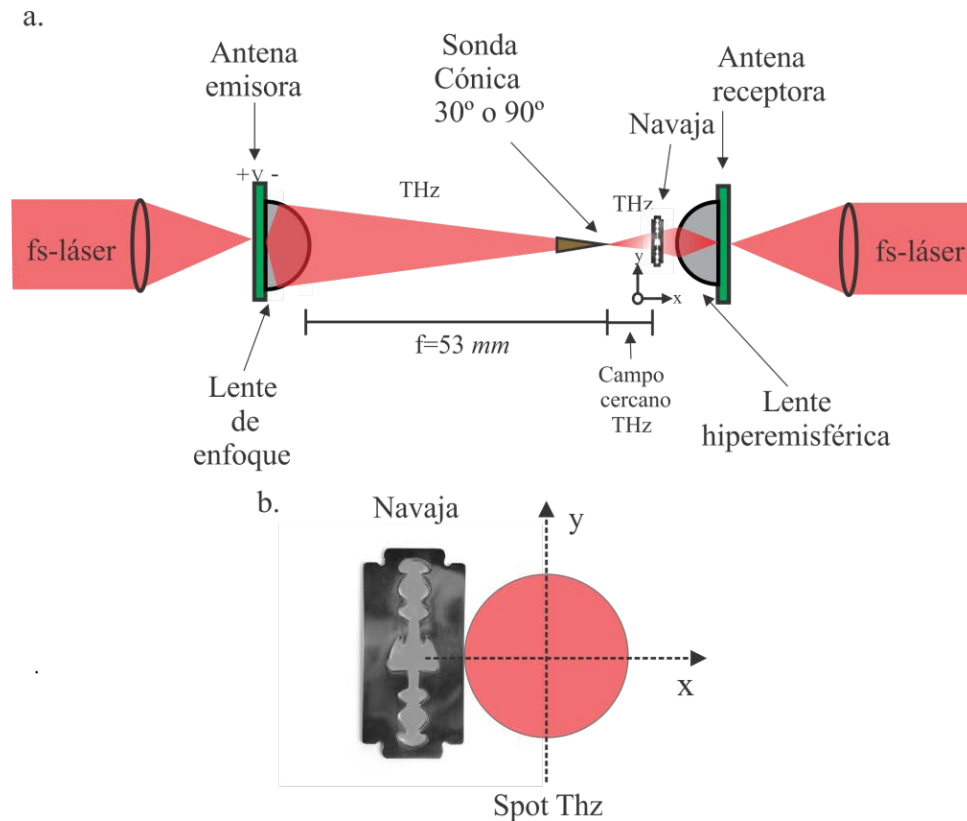 a.
Antena
emisora
Sonda
Cónica
30º o 90º
Antena
receptora
Navaja
+v -
THz
THz
fs-láser
fs-láser
y
x
f=53 mm
Campo
cercano
THz
Lente
de
enfoque
Lente
hiperemisférica
b.
Navaja
y
x
.
Spot Thz